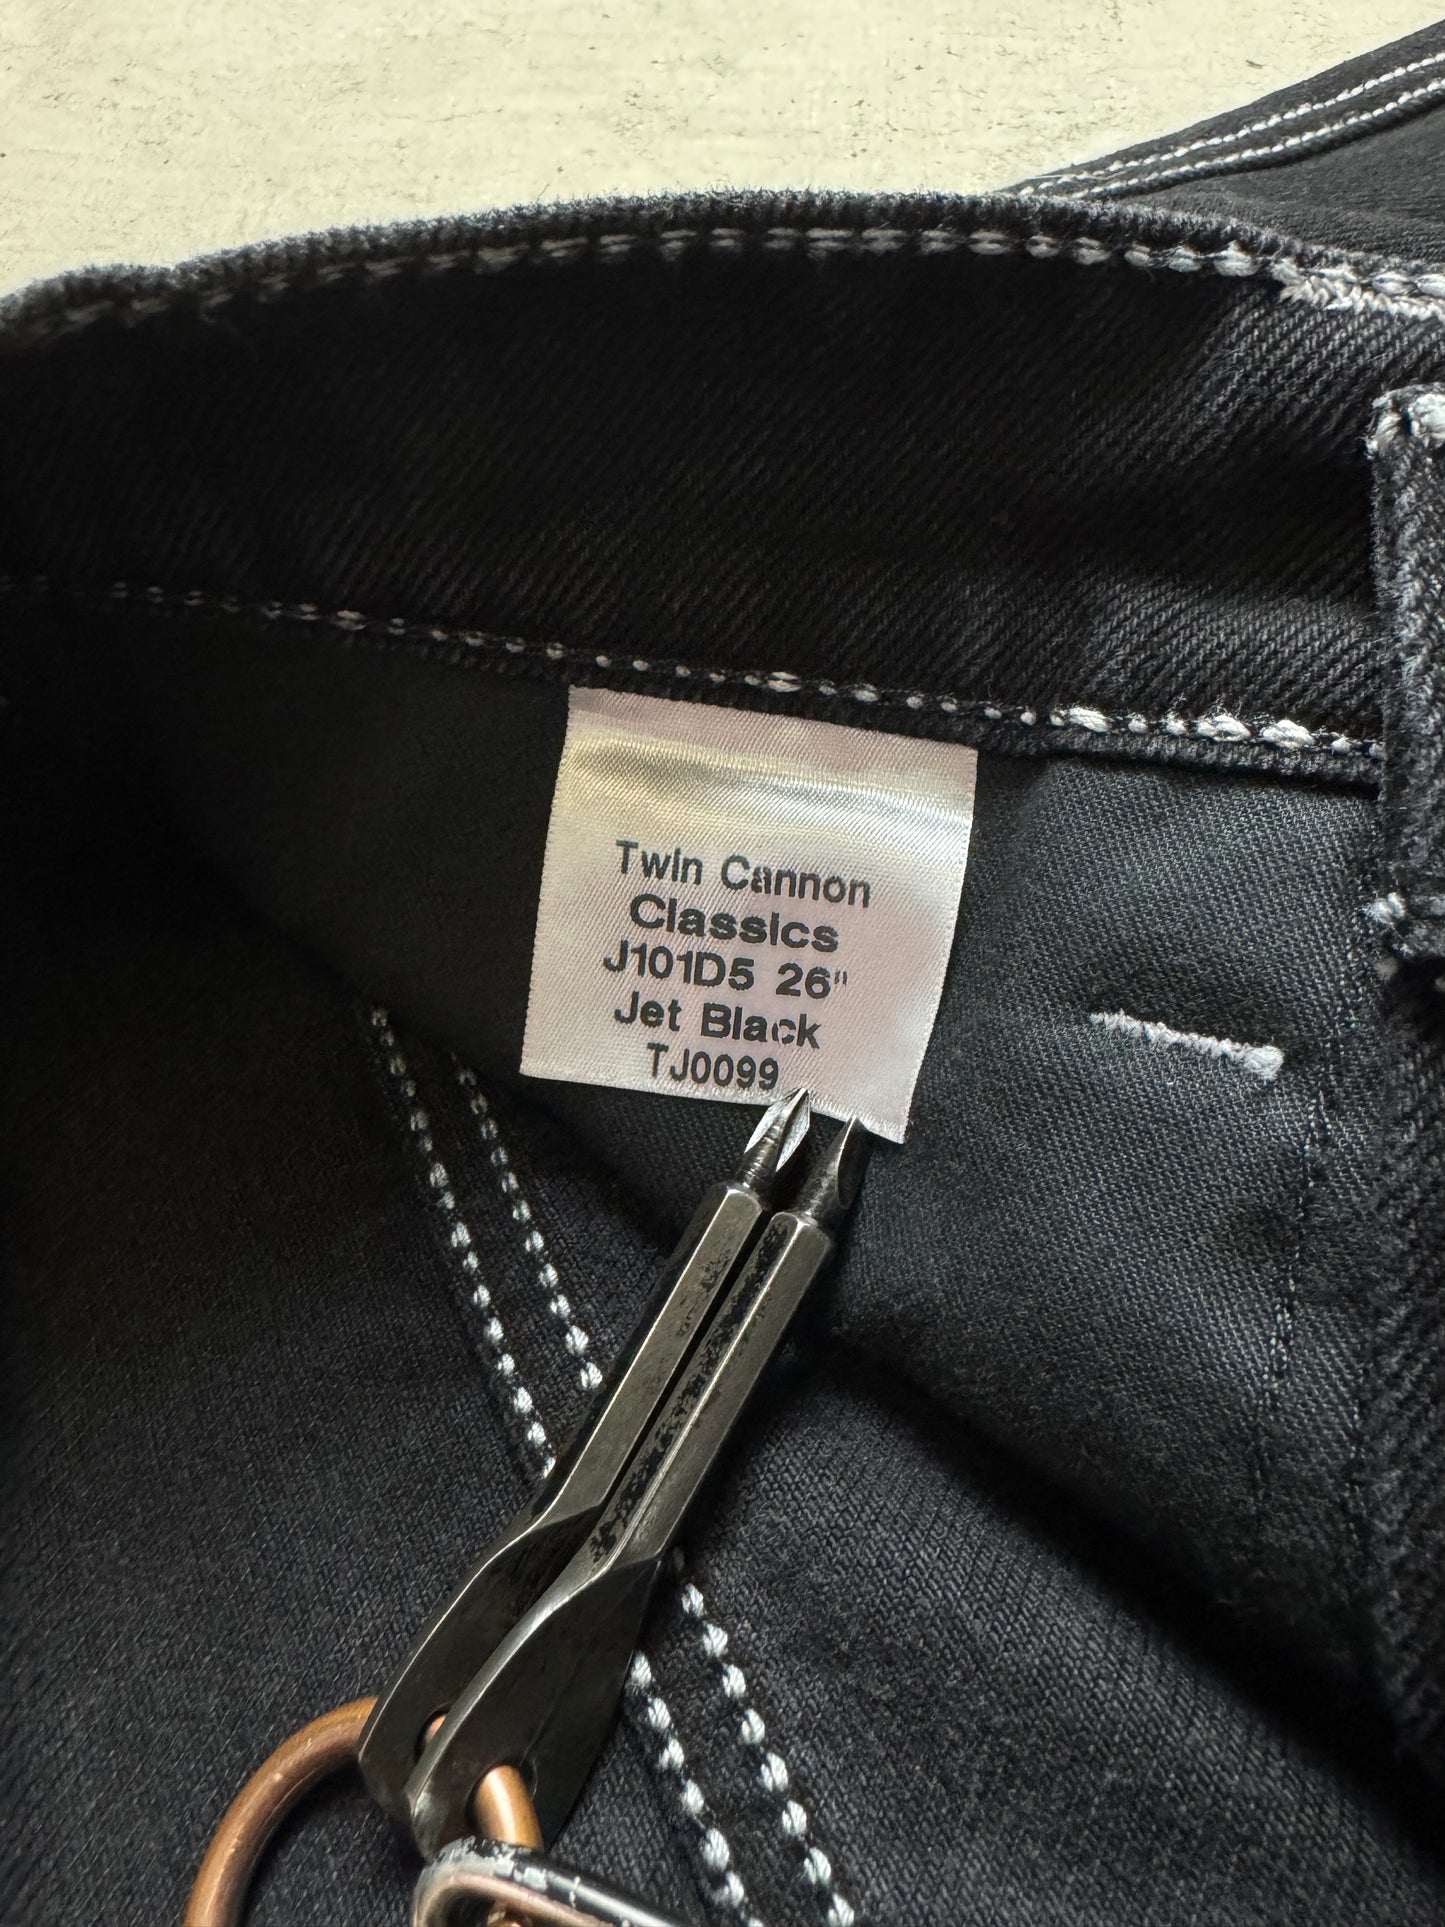 Twin Cannon
Classics
J101D5 26"
Jet Black
TJ0099